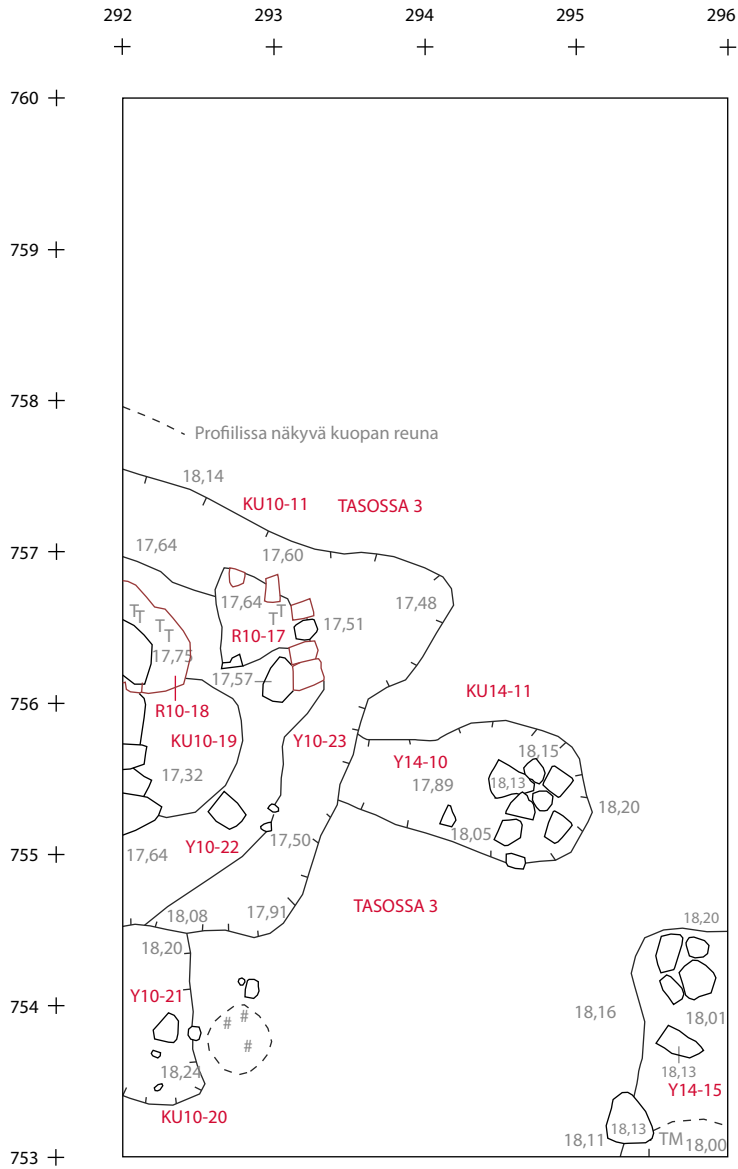 292 293 294 295 296
760
759
758
Profiilissa näkyvä kuopan reuna
18,14
KU10-11 TASOSSA 3
757
17,64
17,60
17,64
17,48
T
T
T T
T
T
17,51
R10-17
17,75
17,57
756
KU14-11
R10-18
KU10-19
Y10-23
Y14-10
18,15
17,32
17,89
18,13
18,20
18,05
17,50
Y10-22
755
17,64
TASOSSA 3
18,08
17,91
18,20
18,20
Y10-21
754
18,16
18,01
#
#
#
18,24
18,13
Y14-15
KU10-20
18,13
18,11
TM
18,00
753